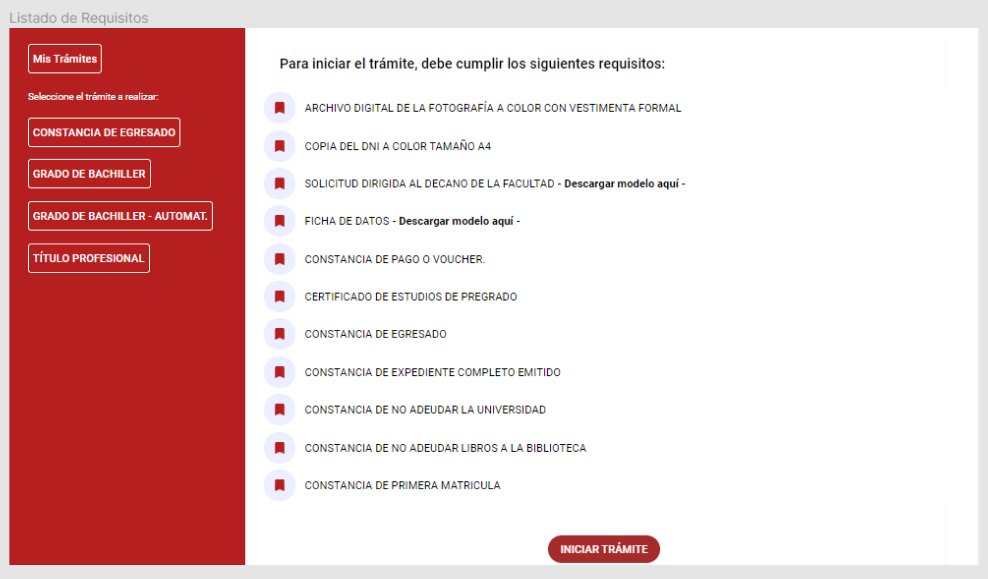 Listado de Requisitos
Mis Trámites
Seleccione el trámite a realizar:
CONSTANCIA DE EGRESADO
GRADO DE BACHILLER
GRADO DE BACHILLER - AUTOMAT.
TÍTULO PROFESIONAL
Para iniciar el trámite, debe cumplir los siguientes requisitos:
ARCHIVO DIGITAL DE LA FOTOGRAFÍA A COLOR CON VESTIMENTA FORMAL
COPIA DEL DNI A COLOR TAMAÑO A4
SOLICITUD DIRIGIDA AL DECANO DE LA FACULTAD - Descargar modelo aquí -
FICHA DE DATOS - Descargar modelo aquí -
CONSTANCIA DE PAGO O VOUCHER.
CERTIFICADO DE ESTUDIOS DE PREGRADO
CONSTANCIA DE EGRESADO
CONSTANCIA DE EXPEDIENTE COMPLETO EMITIDO
CONSTANCIA DE NO ADEUDAR LA UNIVERSIDAD
CONSTANCIA DE NO ADEUDAR LIBROS A LA BIBLIOTECA
CONSTANCIA DE PRIMERA MATRICULA
INICIAR TRÁMITE